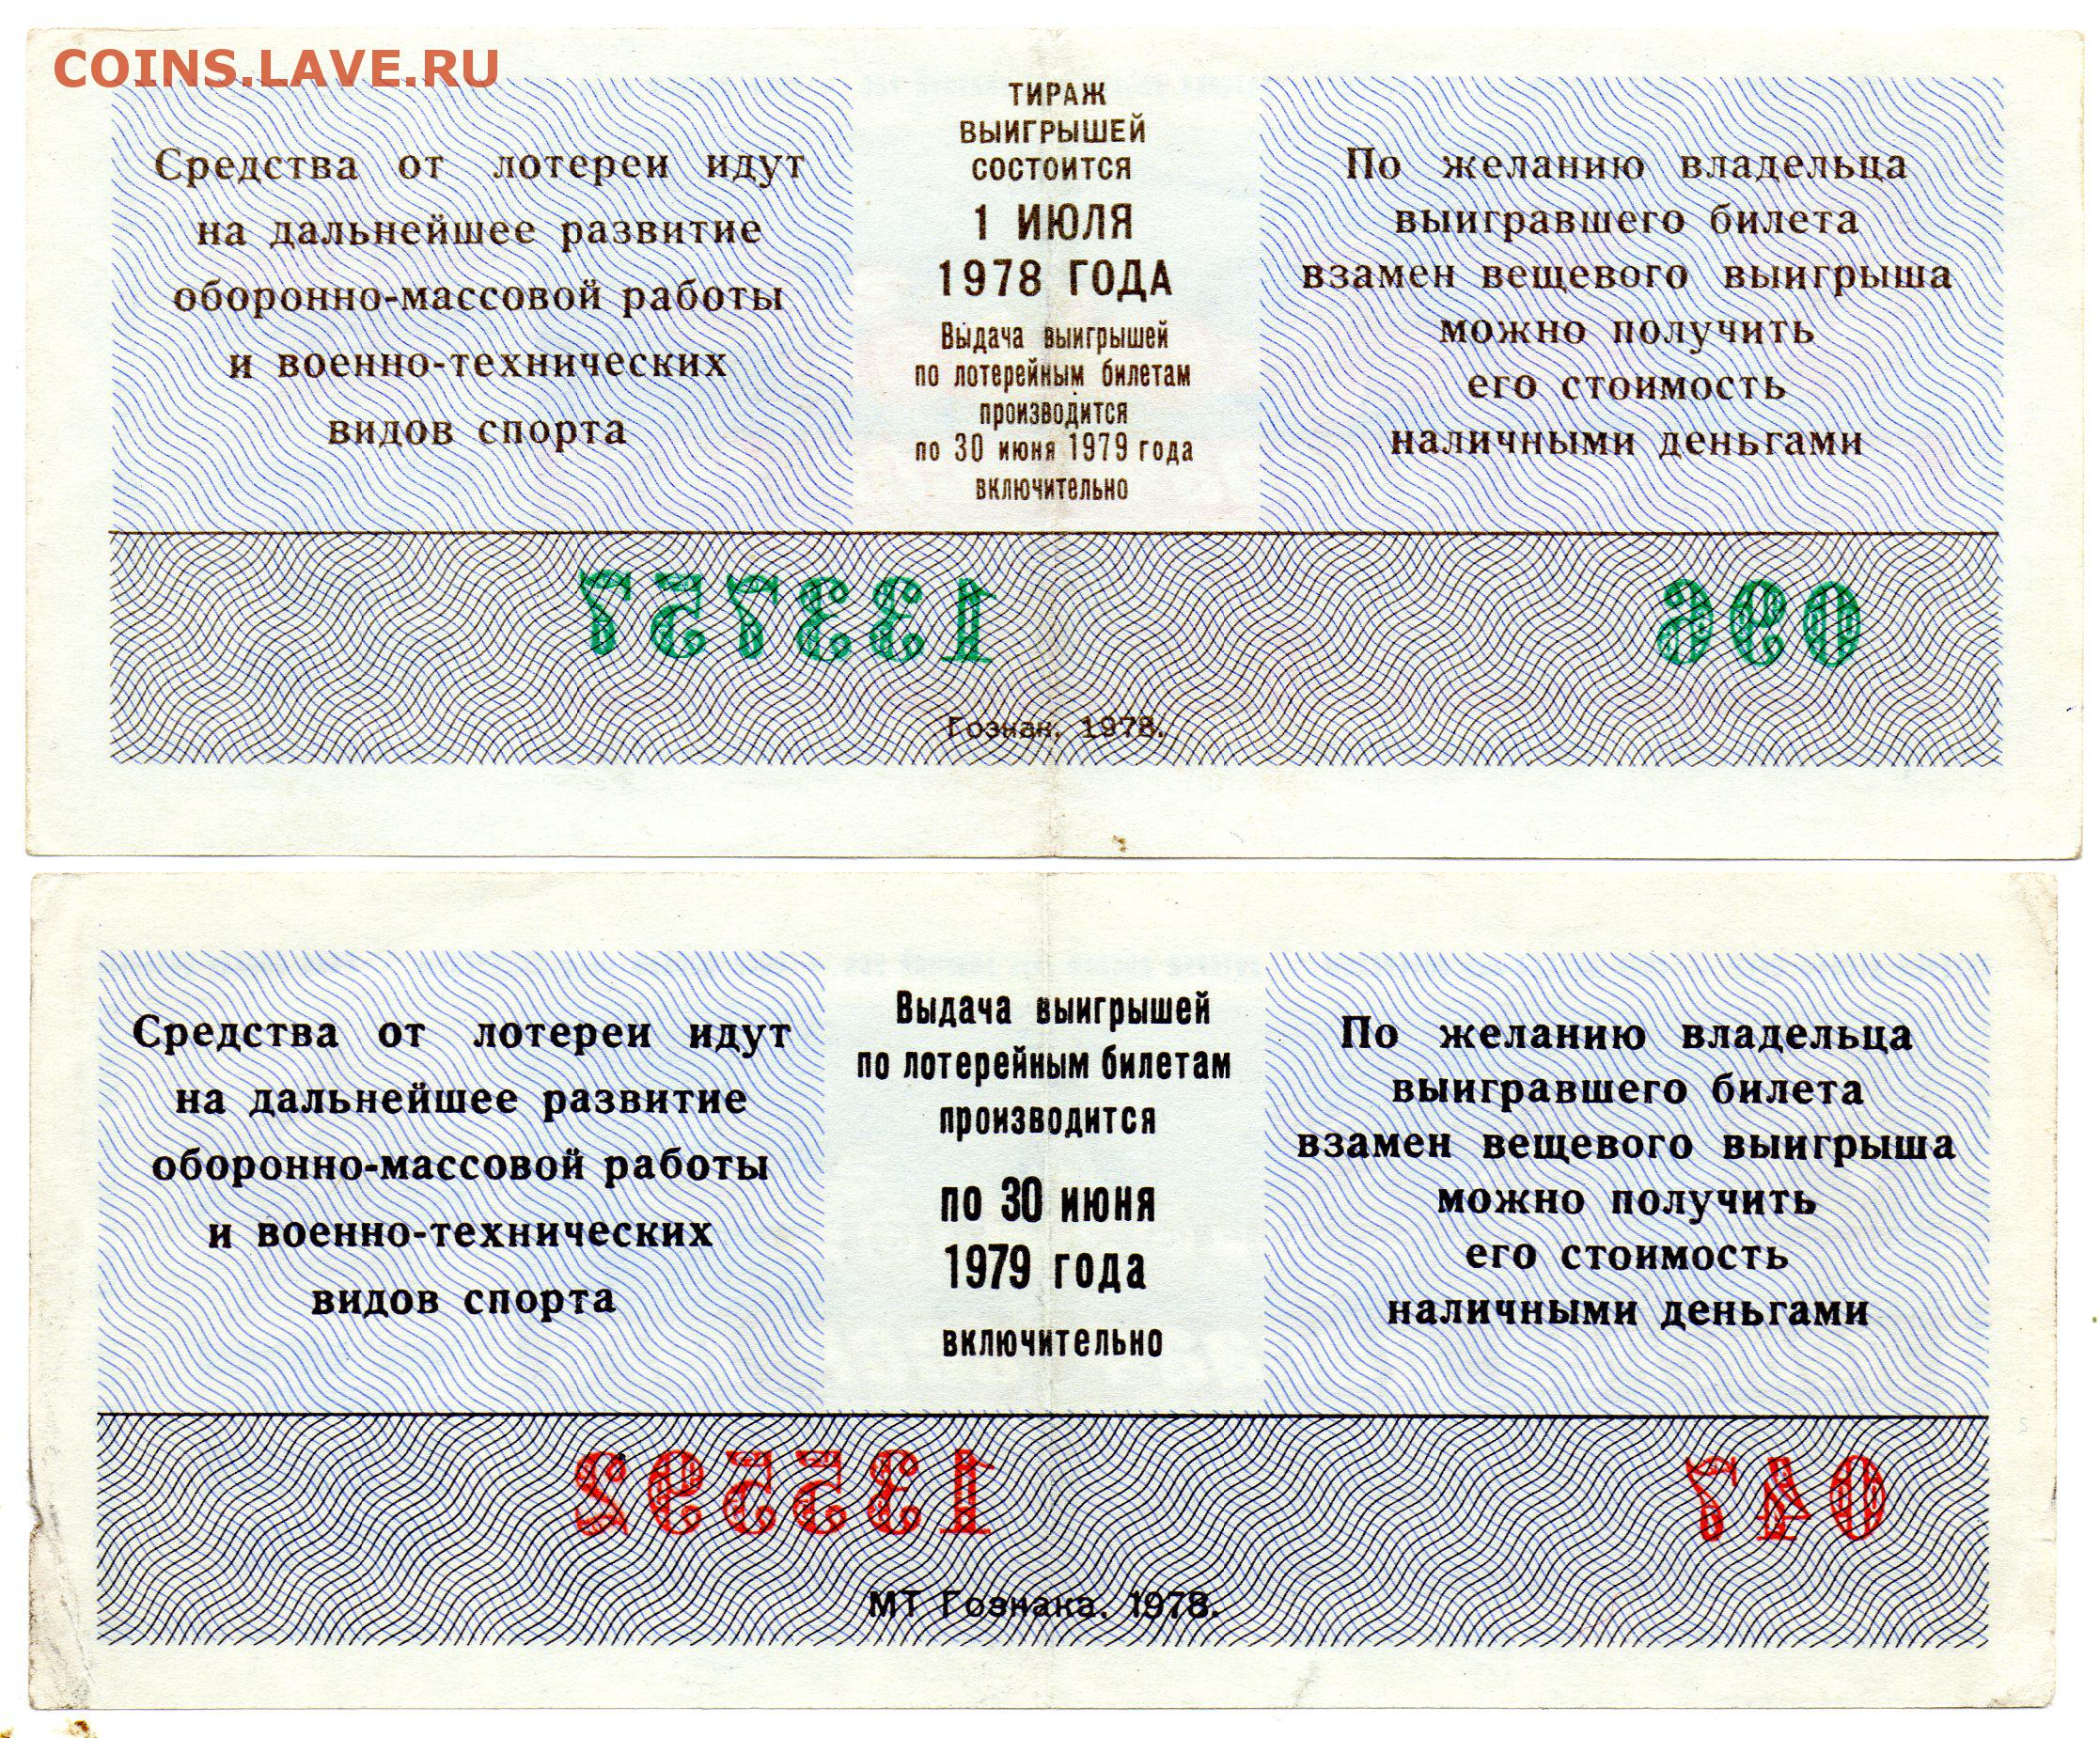 COINS.LAVE.RU
Средства от лотереи идут
на дальнейшее развитие
оборонно-массовой работы
и военно-технических
видов спорта
ТИРАЖ
ВЫИГРЫШЕЙ
СОСТОИТСЯ
1 ИЮЛЯ
1978 ГОДА
Выдача выигрышей
по лотерейным билетам
производится
по 30 июня 1979 года
включительно
По желанию владельца
выигравшего билета
взамен вещевого выигрыша
можно получить
его стоимость
наличными деньгами
133757
096
Гознак. 1978.
Средства от лотереи идут
на дальнейшее развитие
оборонно-массовой работы
и военно-технических
видов спорта
Выдача выигрышей
по лотерейным билетам
производится
по 30 июня
1979 года
включительно
По желанию владельца
выигравшего билета
взамен вещевого выигрыша
можно получить
его стоимость
наличными деньгами
135592
047
МТ Гознака. 1978.